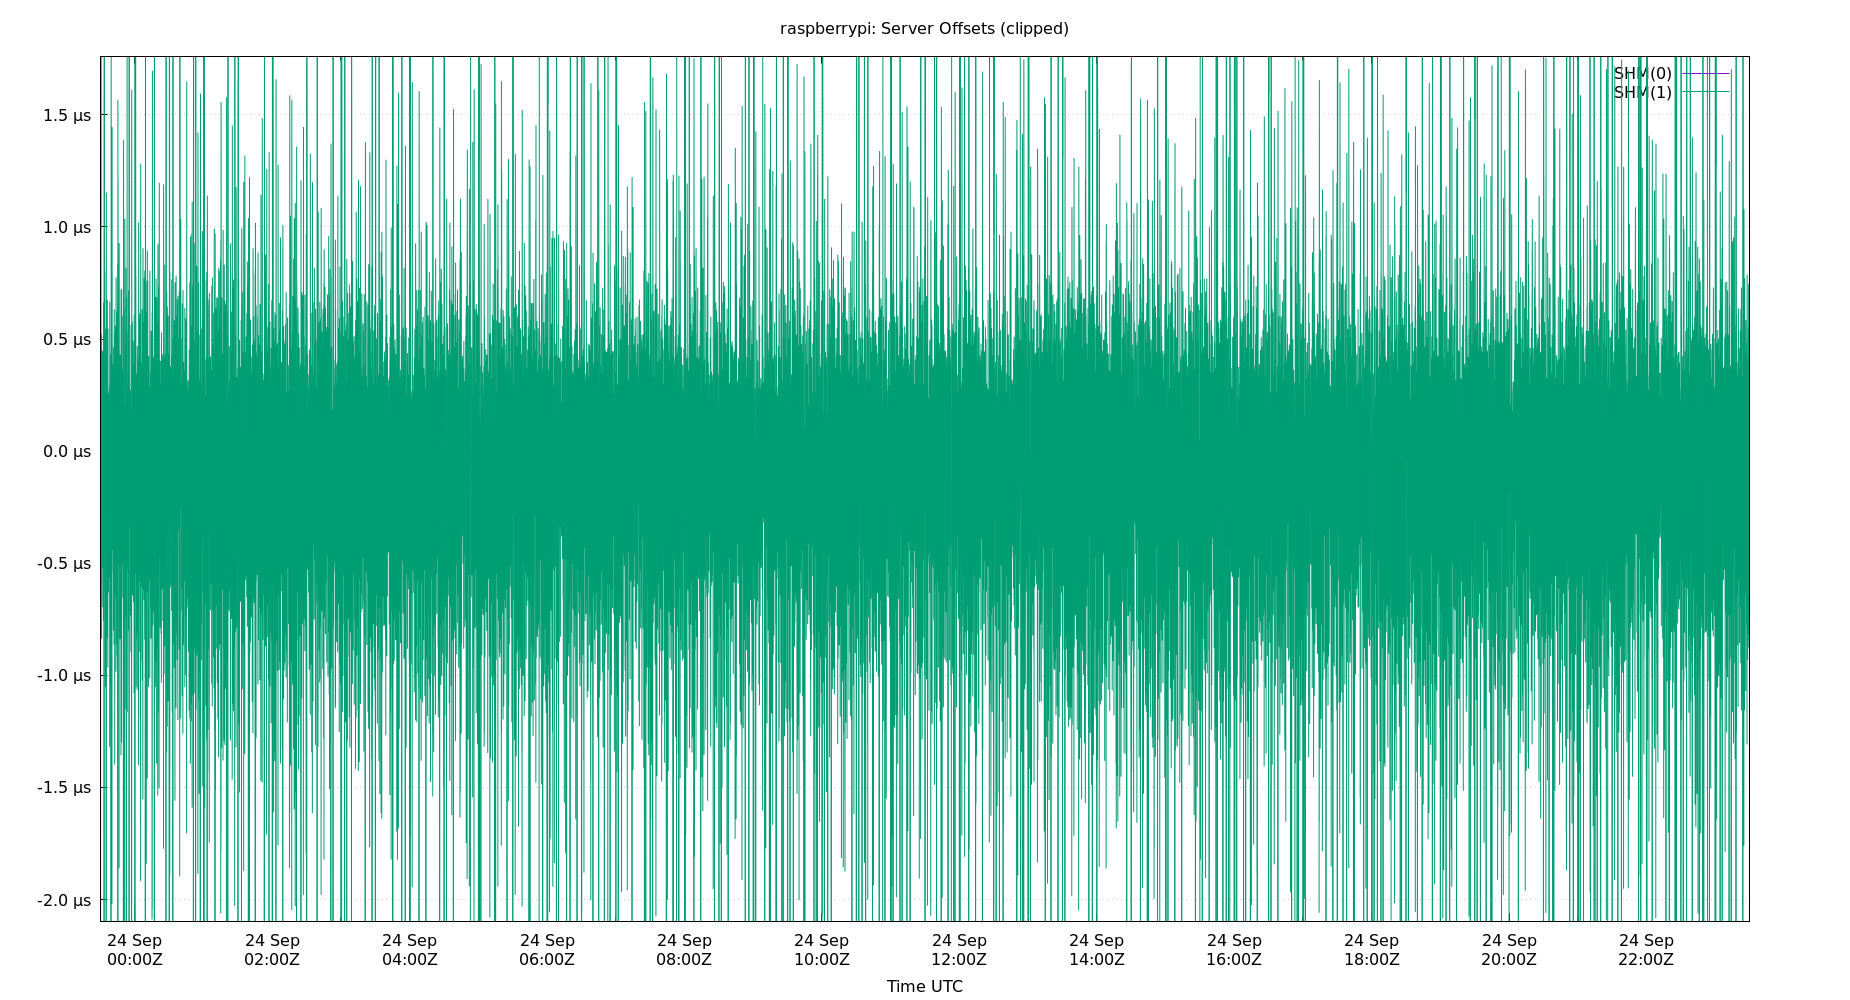 raspberrypi: Server Offsets (clipped)
SHM(0)
SHM(1)
1.5 μs
1.0 μs
0.5 μs
0.0 μs
-0.5 μs
-1.0 μs
-1.5 μs
-2.0 μs
24 Sep 24 Sep 24 Sep 24 Sep 24 Sep 24 Sep 24 Sep 24 Sep 24 Sep 24 Sep 24 Sep 24 Sep
00:00Z 02:00Z 04:00Z 06:00Z 08:00Z 10:00Z 12:00Z 14:00Z 16:00Z 18:00Z 20:00Z 22:00Z
Time UTC